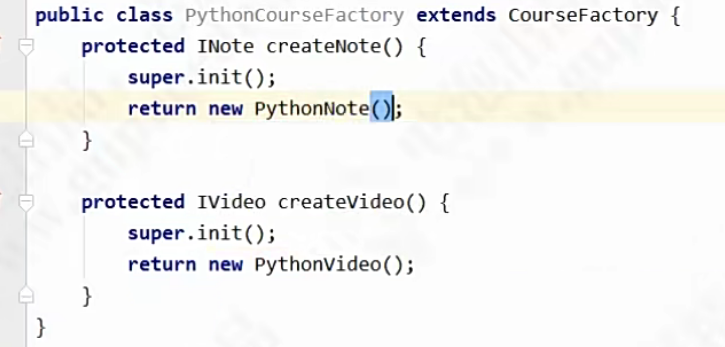 public class PythonCourseFactory extends CourseFactory {
    protected INote createNote() {
        super.init();
        return new PythonNote();
    }

    protected IVideo createVideo() {
        super.init();
        return new PythonVideo();
    }
}